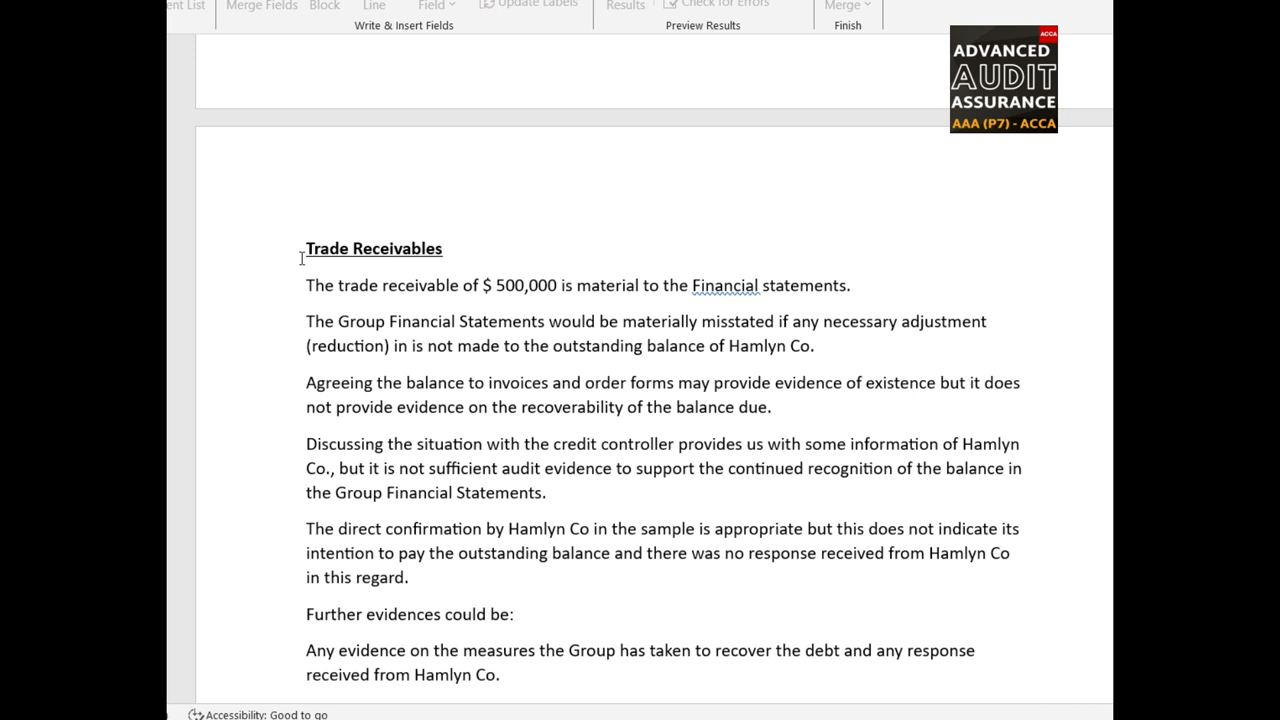 ent List
Merge Fields
Block
Line
Field
Update Labels
Results
Check for Errors
Merge
Write & Insert Fields
Preview Results
Finish
ACCA
ADVANCED
AUDIT
ASSURANCE
AAA (P7) - ACCA
Trade Receivables
The trade receivable of $ 500,000 is material to the Financial statements.
The Group Financial Statements would be materially misstated if any necessary adjustment
(reduction) in is not made to the outstanding balance of Hamlyn Co.
Agreeing the balance to invoices and order forms may provide evidence of existence but it does
not provide evidence on the recoverability of the balance due.
Discussing the situation with the credit controller provides us with some information of Hamlyn
Co., but it is not sufficient audit evidence to support the continued recognition of the balance in
the Group Financial Statements.
The direct confirmation by Hamlyn Co in the sample is appropriate but this does not indicate its
intention to pay the outstanding balance and there was no response received from Hamlyn Co
in this regard.
Further evidences could be:
Any evidence on the measures the Group has taken to recover the debt and any response
received from Hamlyn Co.
Accessibility: Good to go